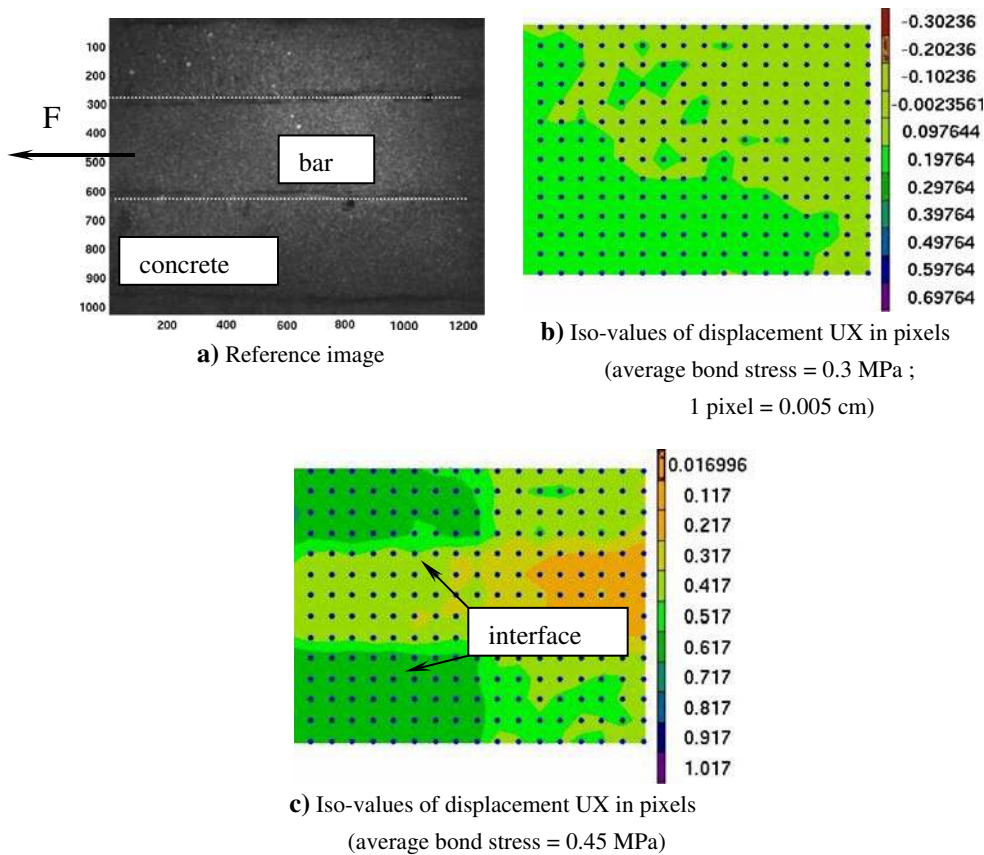 100
200
300
400
500
600
700
800
900
1000
F
bar
concrete
200 400 600 800 1000 1200
a) Reference image
-0.30236
-0.20236
-0.10236
-0.0023561
0.097644
0.19764
0.29764
0.39764
0.49764
0.59764
0.69764
b) Iso-values of displacement UX in pixels
(average bond stress = 0.3 MPa ;
1 pixel = 0.005 cm)
interface
0.016996
0.117
0.217
0.317
0.417
0.517
0.617
0.717
0.817
0.917
1.017
c) Iso-values of displacement UX in pixels
(average bond stress = 0.45 MPa)